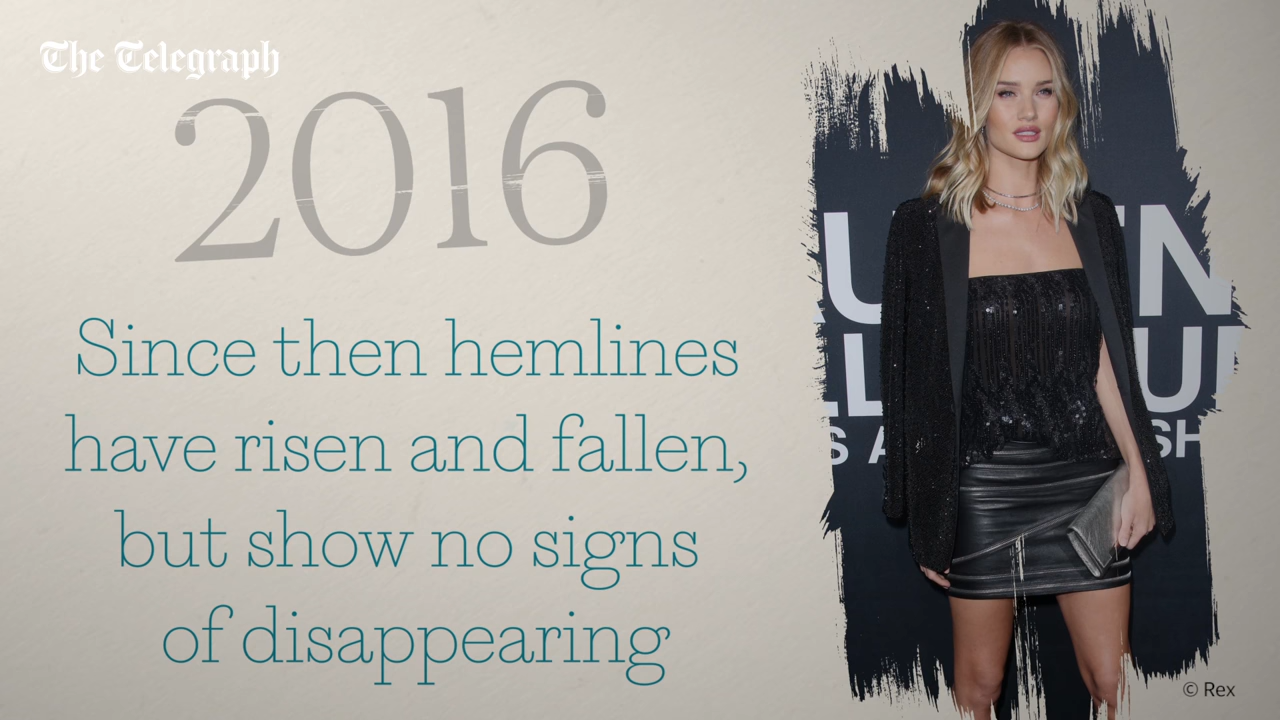 The Telegraph
2016
Since then hemlines
have risen and fallen,
but show no signs
of disappearing
© Rex